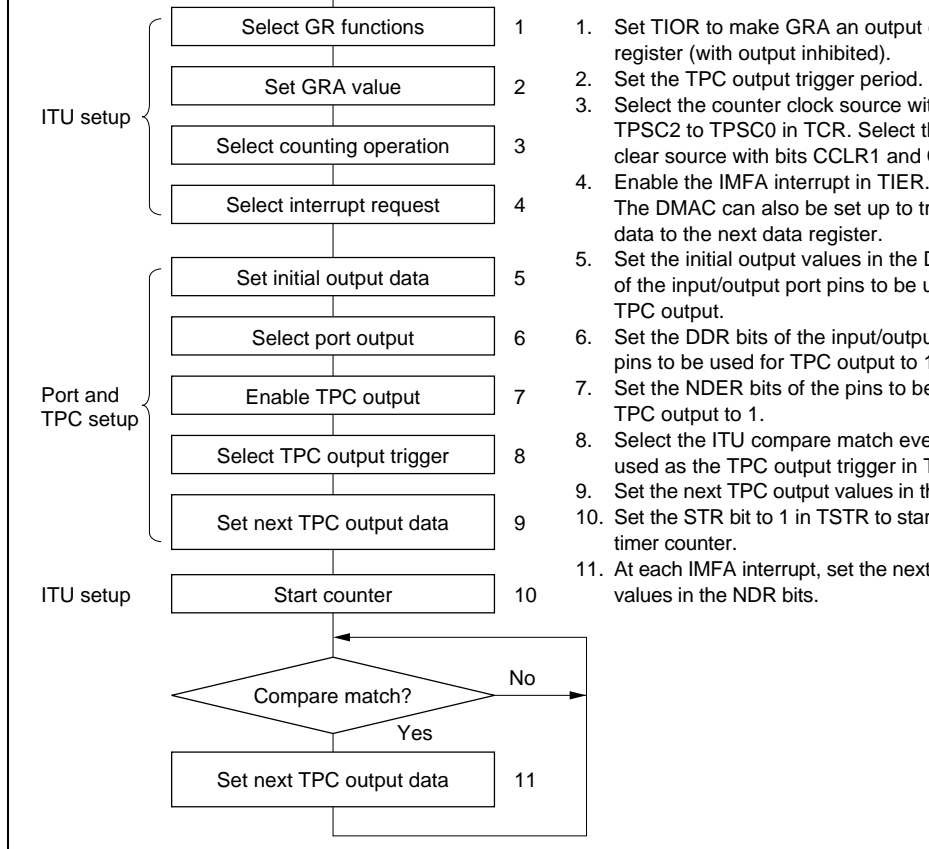 Select GR functions 1
Set GRA value 2
ITU setup
Select counting operation 3
Select interrupt request 4
Set initial output data 5
Select port output 6
Port and
TPC setup
Enable TPC output 7
Select TPC output trigger 8
Set next TPC output data 9
ITU setup
Start counter 10
Compare match?
No
Yes
Set next TPC output data 11
1. Set TIOR to make GRA an output
register (with output inhibited).
2. Set the TPC output trigger period.
3. Select the counter clock source
TPSC2 to TPSC0 in TCR. Select
clear source with bits CCLR1 and
4. Enable the IMFA interrupt in TIER.
The DMAC can also be set up to
data to the next data register.
5. Set the initial output values in the
of the input/output port pins to be
TPC output.
6. Set the DDR bits of the
pins to be used for TPC output to
7. Set the NDER bits of the pins to
TPC output to 1.
8. Select the ITU compare match
used as the TPC output trigger in
9. Set the next TPC output values in
10. Set the STR bit to 1 in TSTR to
timer counter.
11. At each IMFA interrupt, set the next
values in the NDR bits.